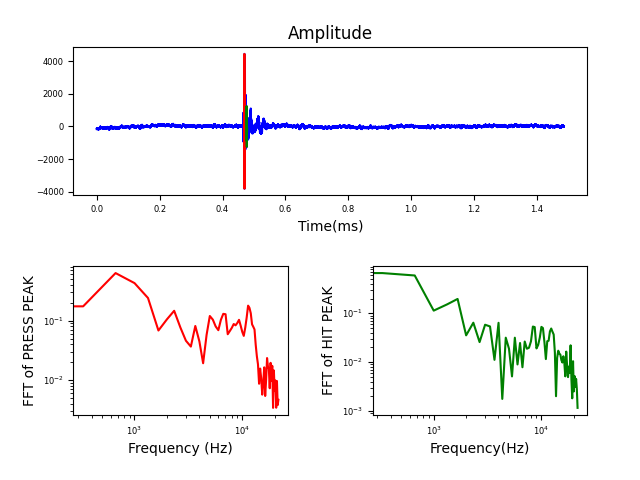 Amplitude
4000
2000
0
−2000
−4000
0.0 0.2 0.4 0.6 0.8 1.0 1.2 1.4
Time(ms)
FFT of PRESS PEAK
10⁻¹
10⁻²
10³ 10⁴
Frequency (Hz)
FFT of HIT PEAK
10⁻¹
10⁻²
10⁻³
10³ 10⁴
Frequency(Hz)